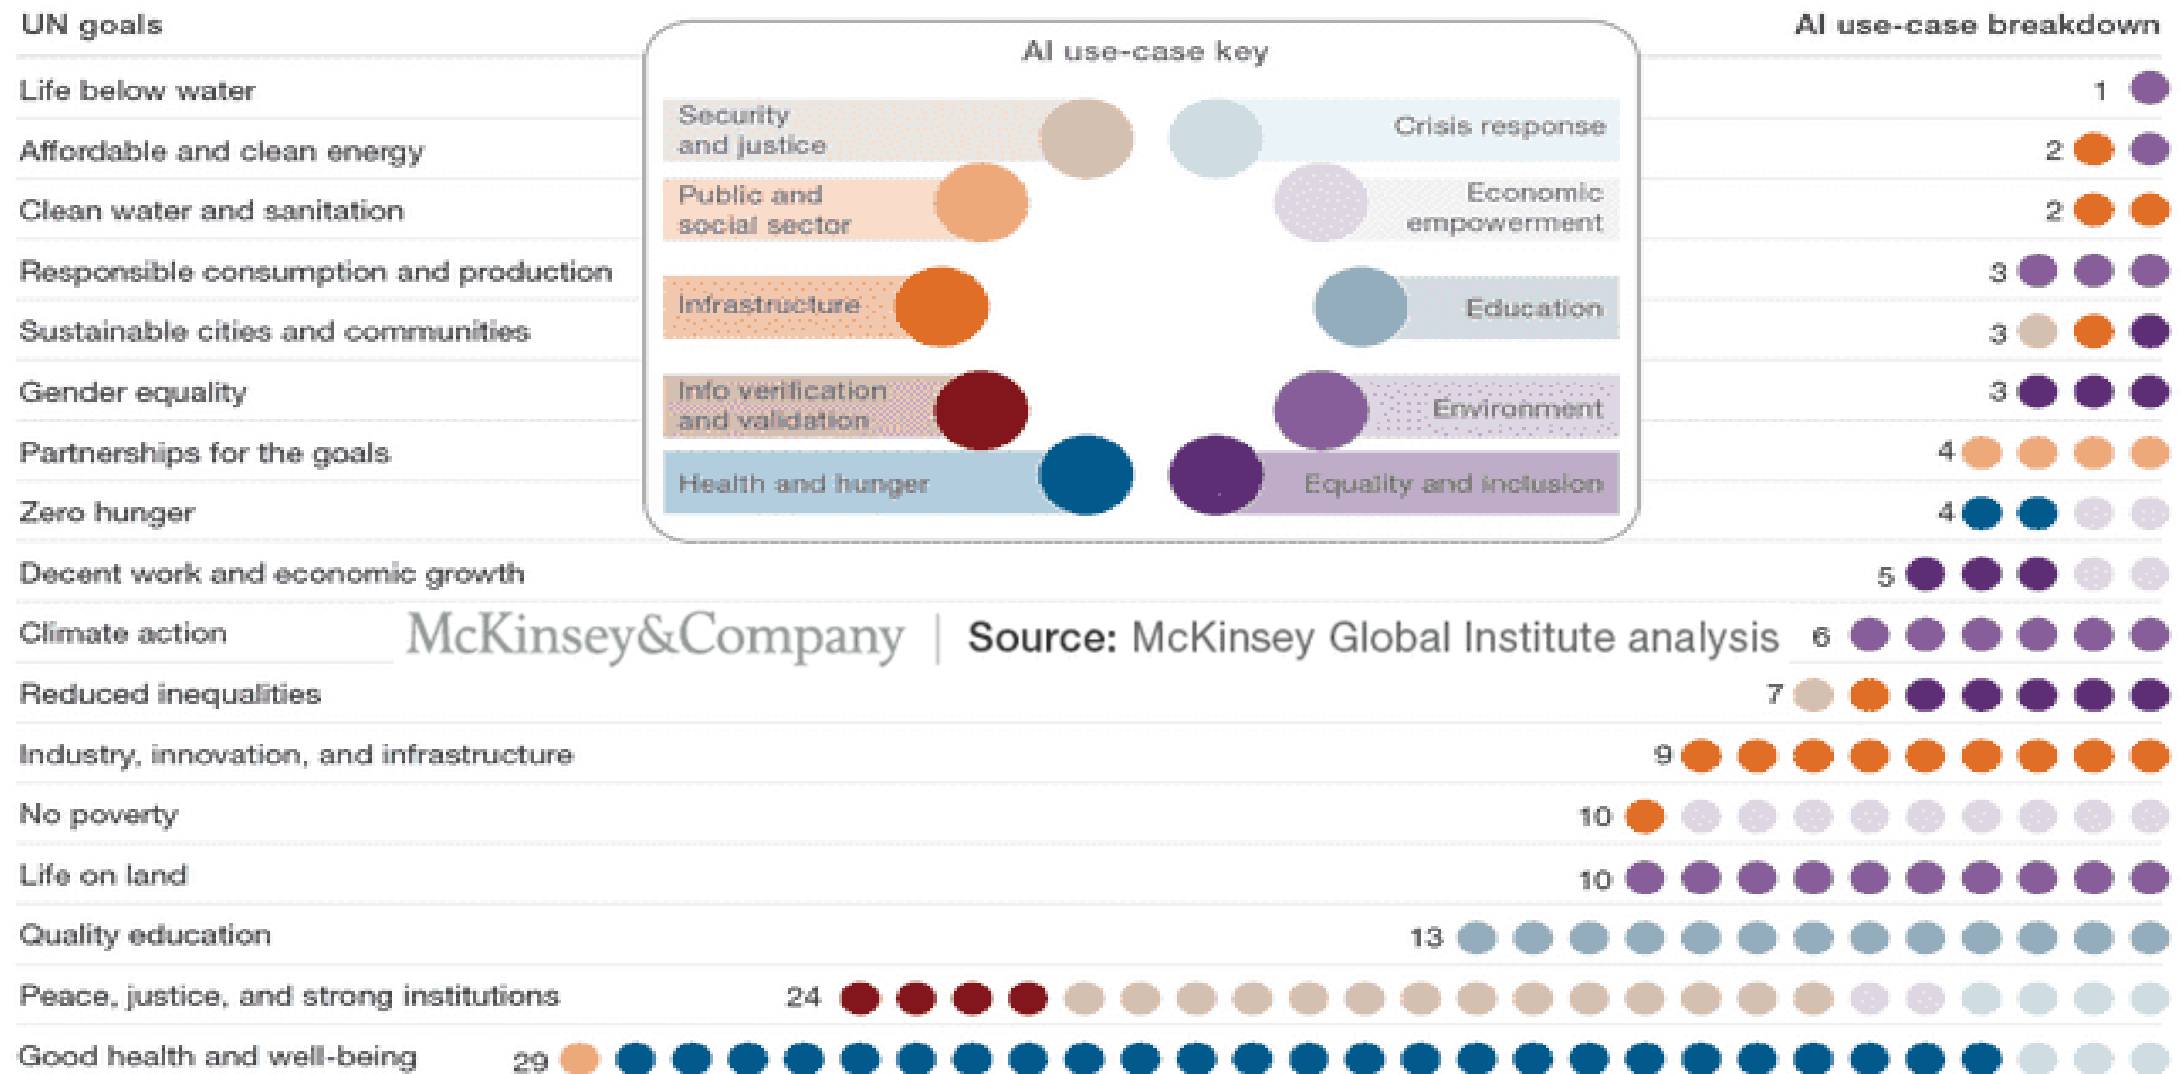 UN goals
AI use-case breakdown
AI use-case key
Security
and justice
Crisis response
Public and
social sector
Economic
empowerment
Infrastructure
Education
Info verification
and validation
Environment
Health and hunger
Equality and inclusion
Life below water 1
Affordable and clean energy 2
Clean water and sanitation 2
Responsible consumption and production 3
Sustainable cities and communities 3
Gender equality 3
Partnerships for the goals 4
Zero hunger 4
Decent work and economic growth 5
Climate action 6
McKinsey&Company | Source: McKinsey Global Institute analysis
Reduced inequalities 7
Industry, innovation, and infrastructure 9
No poverty 10
Life on land 10
Quality education 13
Peace, justice, and strong institutions 24
Good health and well-being 29